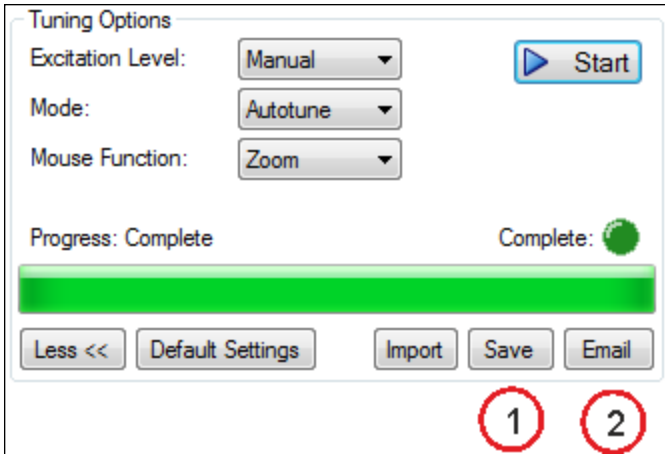 Tuning Options
Excitation Level: Manual
Start
Mode: Autotune
Mouse Function: Zoom
Progress: Complete Complete:
Less << Default Settings Import Save Email
1 2